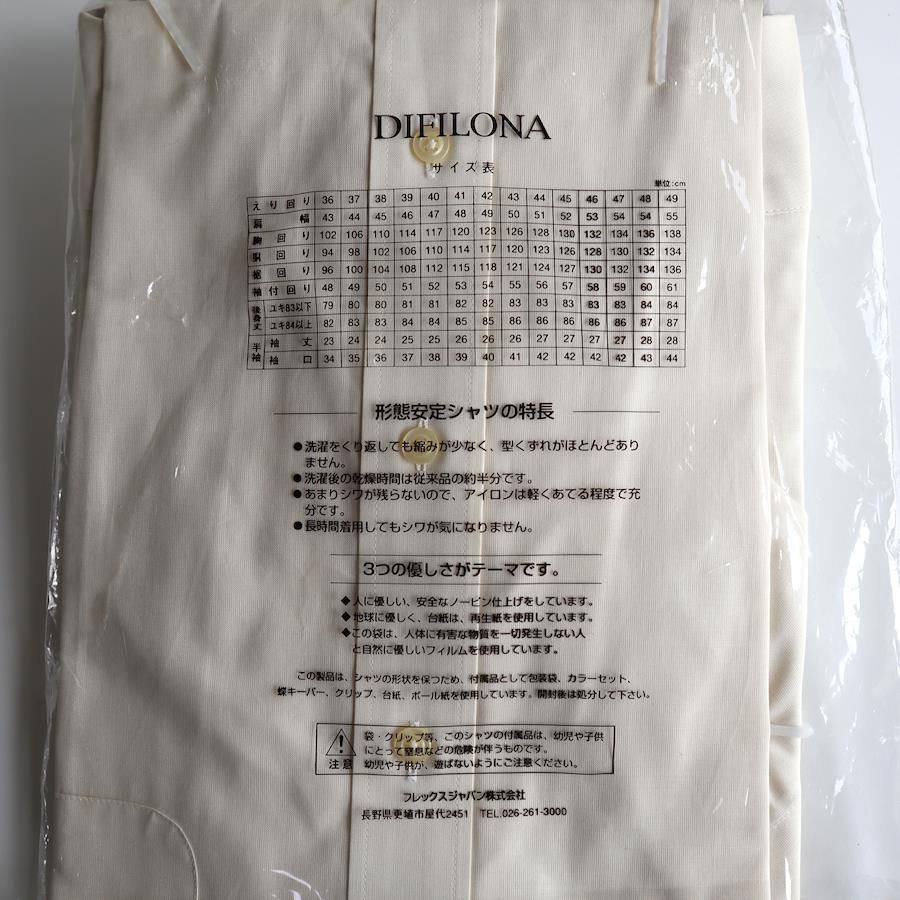 DIFILONA
サイズ表
単位:cm
えり回り 36 37 38 39 40 41 42 43 44 45 46 47 48 49
肩幅 43 44 45 46 47 48 49 50 51 52 53 54 54 55
胸回り 102 106 110 114 117 120 123 126 128 130 132 134 136 138
胴回り 94 98 102 106 110 114 117 120 123 126 128 130 132 134
裾回り 96 100 104 108 112 115 118 121 124 127 130 132 134 136
袖付回り 48 49 50 51 52 53 54 55 56 57 58 59 60 61
後身丈 ユキ83以下 79 80 80 81 81 82 82 83 83 83 83 83 84 84
ユキ84以上 82 83 83 84 84 85 85 86 86 86 86 86 87 87
半袖 袖丈 23 24 24 25 25 26 26 26 27 27 27 27 28 28
袖口 34 35 36 37 38 39 40 41 42 42 42 42 43 44
形態安定シャツの特長
●洗濯をくり返しても縮みが少なく、型くずれがほとんどあり
ません。
●洗濯後の乾燥時間は従来品の約半分です。
●あまりシワが残らないので、アイロンは軽くあてる程度で充
分です。
●長時間着用してもシワが気になりません。
3つの優しさがテーマです。
◆人に優しい、安全なノーピン仕上げをしています。
◆地球に優しく、台紙は、再生紙を使用しています。
◆この袋は、人体に有害な物質を一切発生しない人
と自然に優しいフィルムを使用しています。
この製品は、シャツの形状を保つため、付属品として包装袋、カラーセット、
蝶キーパー、クリップ、台紙、ボール紙を使用しています。開封後は処分して下さい。
袋・クリップ等、このシャツの付属品は、幼児や子供
にとって窒息などの危険が伴うものです。
注意 幼児や子供が、遊ばないようにご注意ください。
フレックスジャパン株式会社
長野県更埴市屋代2451 TEL.026-261-3000